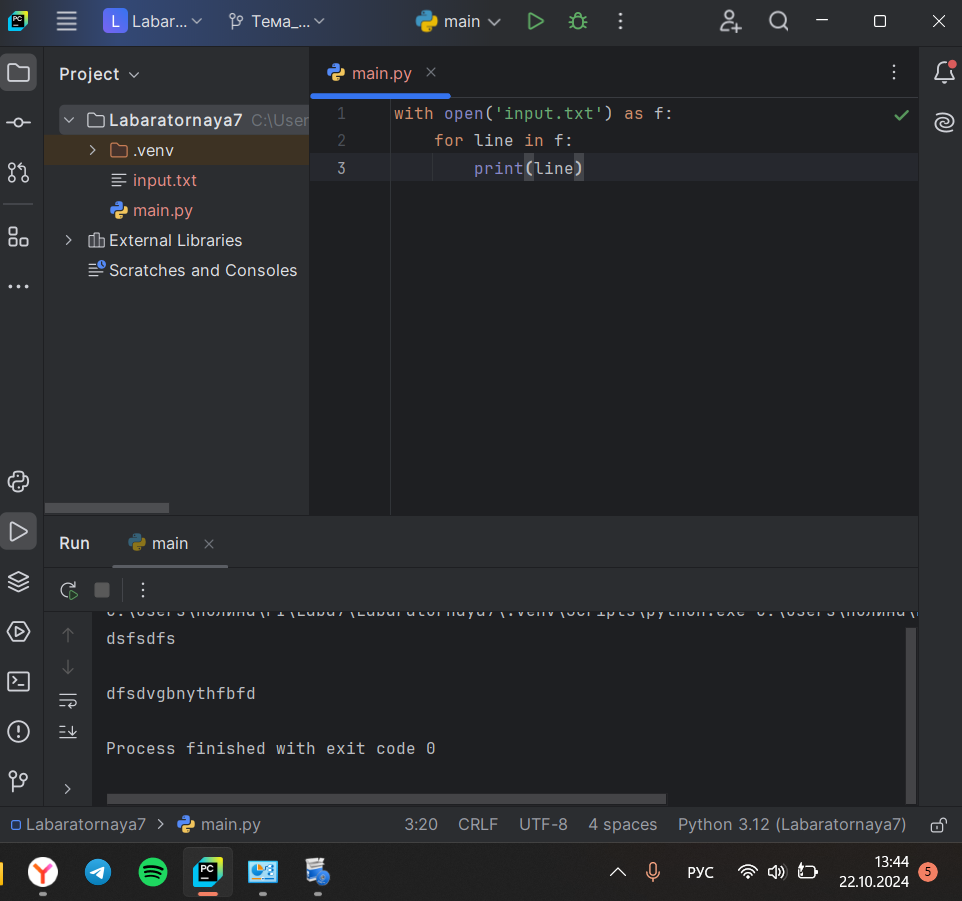 L Labar... Тема_... main
Project
main.py
Labaratornaya7 C:\User
.venv
input.txt
main.py
External Libraries
Scratches and Consoles
1 with open('input.txt') as f:
2 for line in f:
3 print(line)
Run main
dsfsdfs
dfsdvgbnythfbfd
Process finished with exit code 0
Labaratornaya7 > main.py 3:20 CRLF UTF-8 4 spaces Python 3.12 (Labaratornaya7)
РУС
13:44
22.10.2024
5